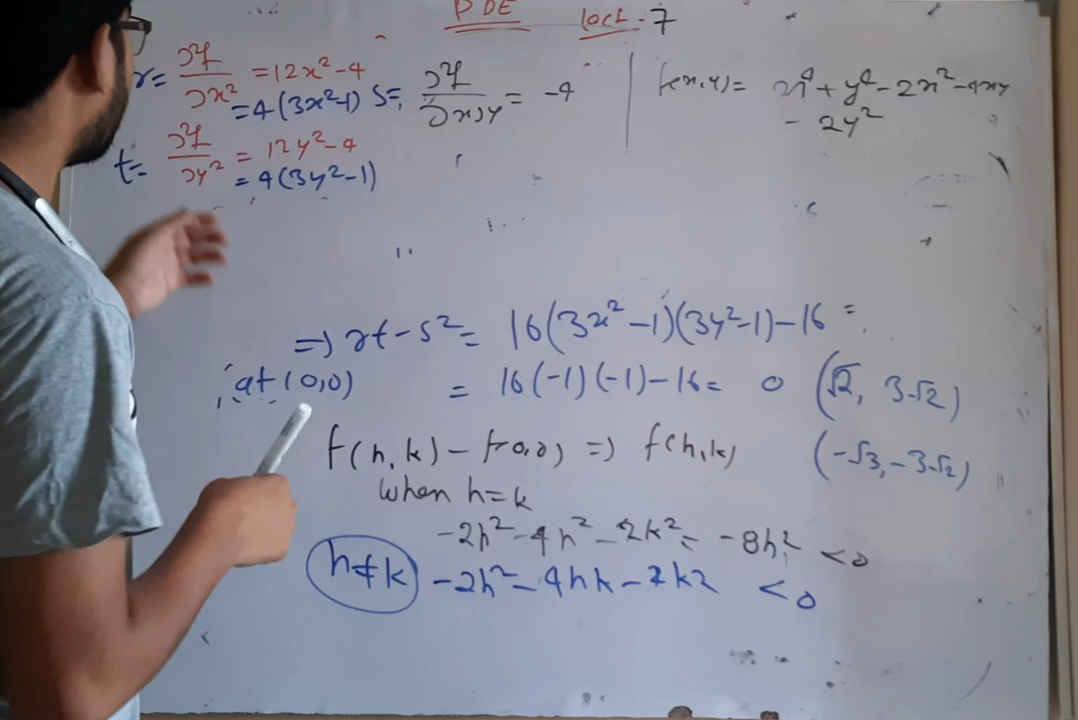 PDE Lect-7
r= ∂²f/∂x² = 12x²-4
= 4(3x²-1) S= ∂²f/∂x∂y = -4
f(x,y)= x⁴+y⁴-2x²-4xy
- 2y²
t= ∂²f/∂y² = 12y²-4
= 4(3y²-1)
=> rt-s² = 16(3x²-1)(3y²-1)-16 =
at (0,0) = 16(-1)(-1)-16= 0 (√2, 3-√2)
f(h,k)-f(0,0) => f(h,k) (-√3,-3√2)
when h=k
-2h²-4h²-2k²= -8h² <0
h≠k -2h²-4hk-2k2 <0